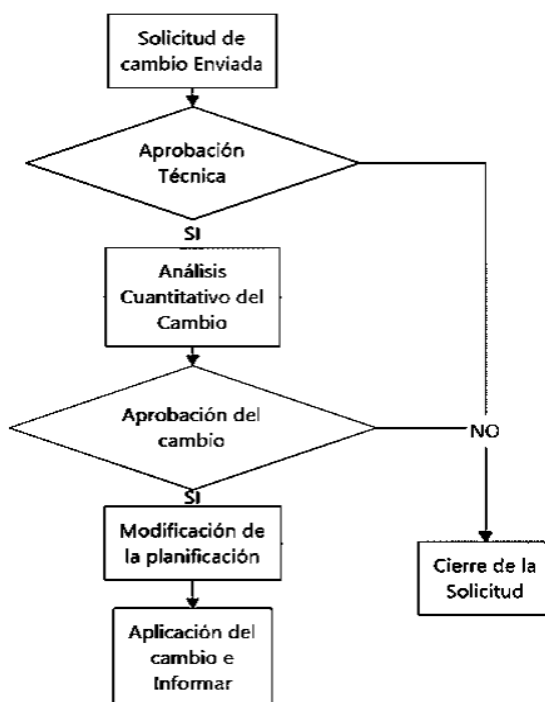 Solicitud de
cambio Enviada
Aprobación
Técnica
SI
Análisis
Cuantitativo del
Cambio
Aprobación del
cambio
NO
SI
Modificación de
la planificación
Cierre de la
Solicitud
Aplicación del
cambio e
Informar